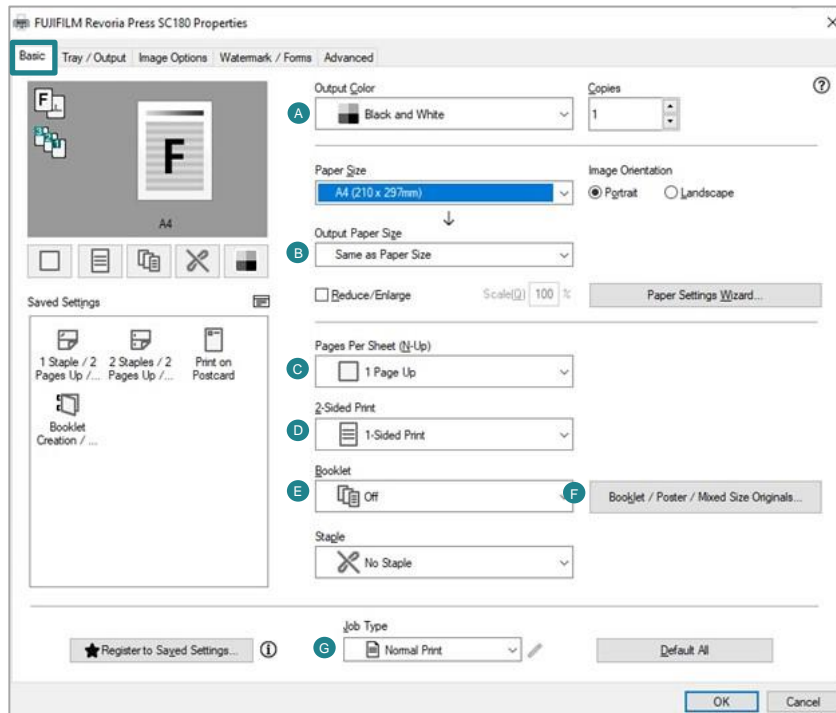 FUJIFILM Revoria Press SC180 Properties
Basic Tray / Output Image Options Watermark / Forms Advanced
F
F
A4
Saved Settings
1 Staple / 2 Pages Up /...
2 Staples / 2 Pages Up /...
Print on Postcard
Booklet Creation / ...
Register to Saved Settings...
Output Color
A Black and White
Copies
1
Paper Size
A4 (210 x 297mm)
Image Orientation
Portrait Landscape
Output Paper Size
B Same as Paper Size
Reduce/Enlarge Scale(Q) 100 %
Paper Settings Wizard...
Pages Per Sheet (N-Up)
C 1 Page Up
2-Sided Print
D 1-Sided Print
Booklet
E Off
F Booklet / Poster / Mixed Size Originals...
Staple
No Staple
Job Type
G Normal Print
Default All
OK Cancel